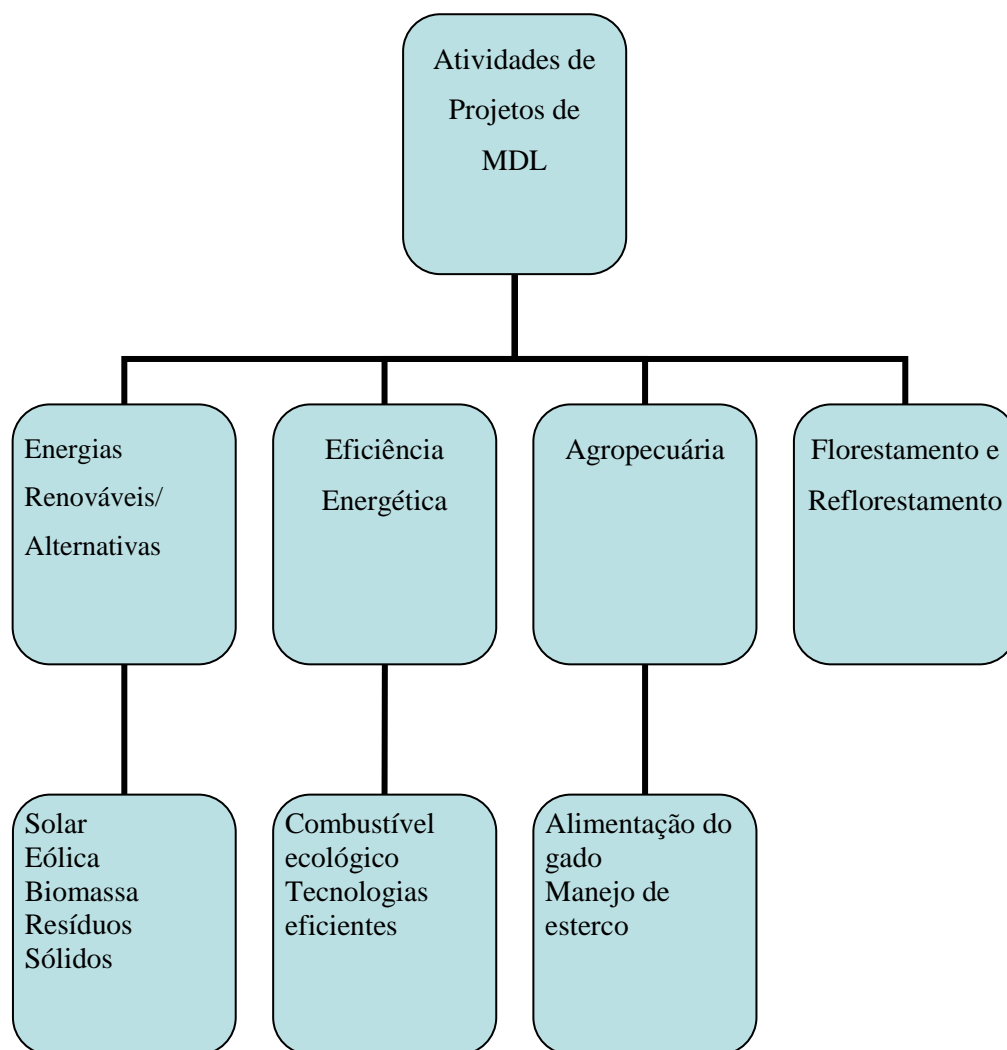 Atividades de
Projetos de
MDL
Energias
Renováveis/
Alternativas
Eficiência
Energética
Agropecuária
Florestamento e
Reflorestamento
Solar
Eólica
Biomassa
Resíduos
Sólidos
Combustível
ecológico
Tecnologias
eficientes
Alimentação do
gado
Manejo de
esterco